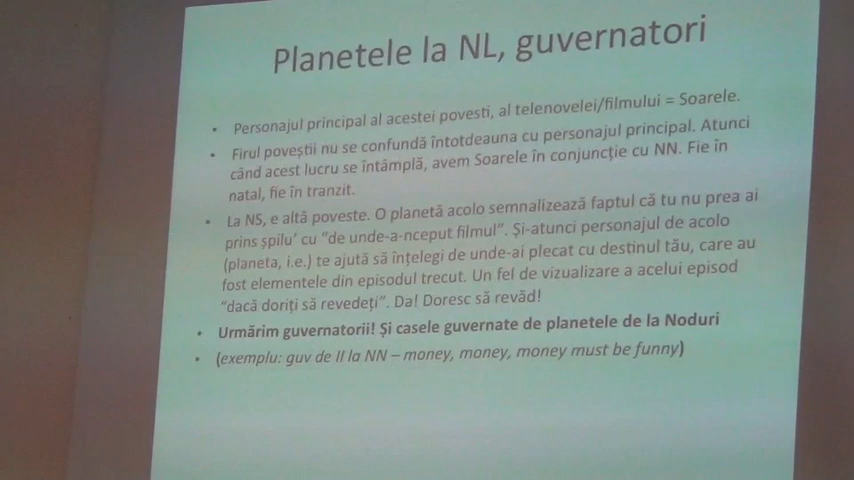 Planetele la NL, guvernatori
• Personajul principal al acestei povesti, al telenovelei/filmului = Soarele.
• Firul poveștii nu se confundă întotdeauna cu personajul principal. Atunci
când acest lucru se întâmplă, avem Soarele în conjuncție cu NN. Fie în
natal, fie în tranzit.
• La NS, e altă poveste. O planetă acolo semnalizează faptul că tu nu prea ai
prins șpilu' cu "de unde-a-nceput filmul". Și-atunci personajul de acolo
(planeta, i.e.) te ajută să înțelegi de unde-ai plecat cu destinul tău, care au
fost elementele din episodul trecut. Un fel de vizualizare a acelui episod
"dacă doriți să revedeți". Da! Doresc să revăd!
• Urmărim guvernatorii! Și casele guvernate de planetele de la Noduri
• (exemplu: guv de II la NN – money, money, money must be funny)